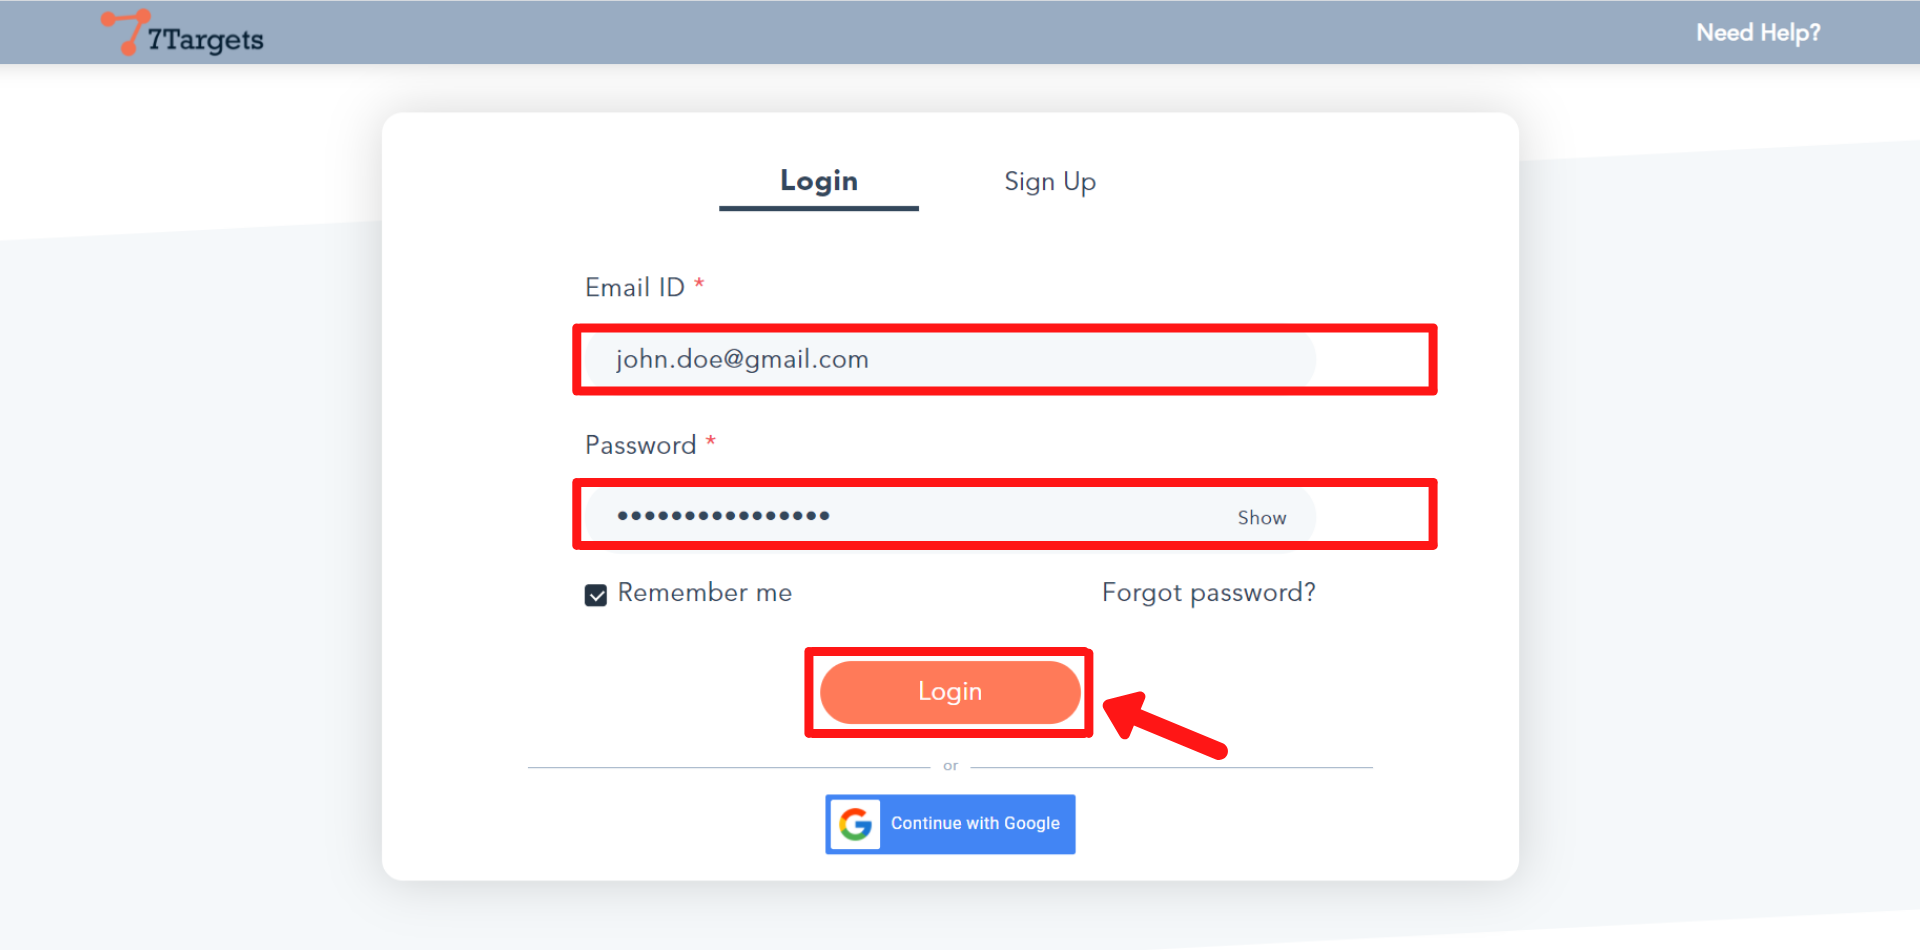 7Targets
Need Help?
Login
Sign Up
Email ID *
john.doe@gmail.com
Password *
••••••••••••••••
Show
Remember me
Forgot password?
Login
or
Continue with Google